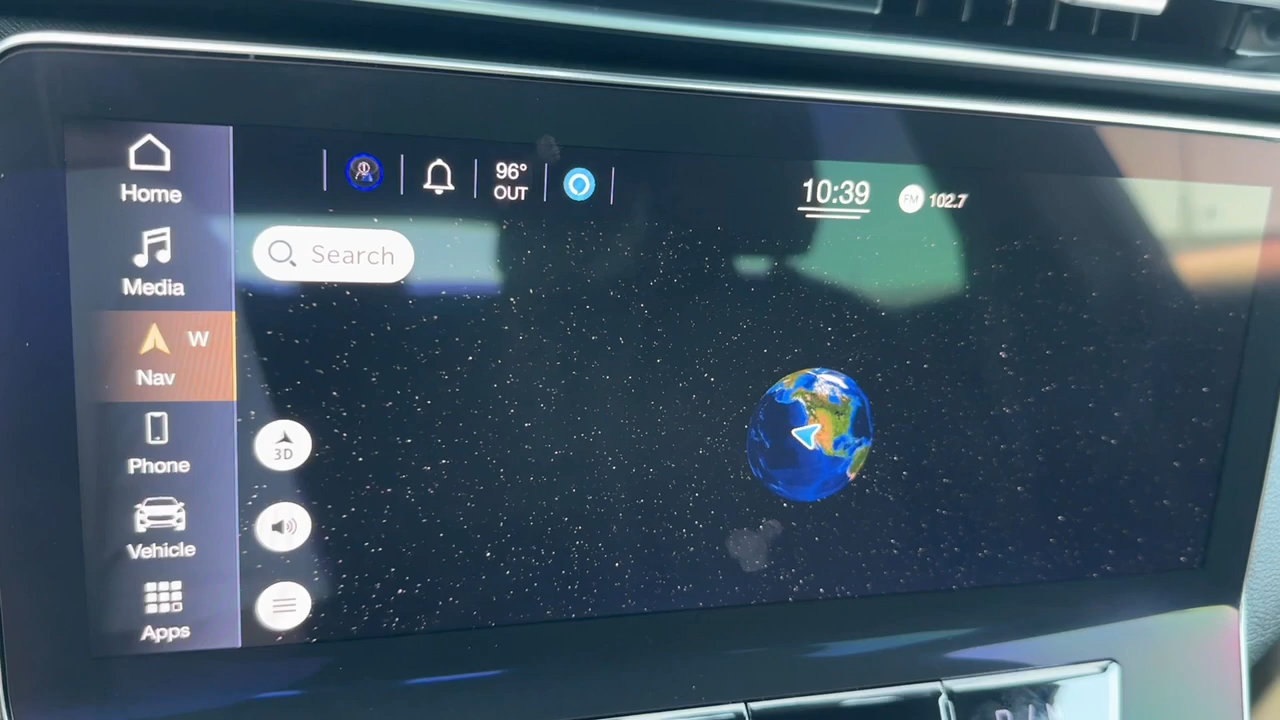 Home
Media
W
Nav
Phone
Vehicle
Apps
96°
OUT
10:39
FM 102.7
Search
3D